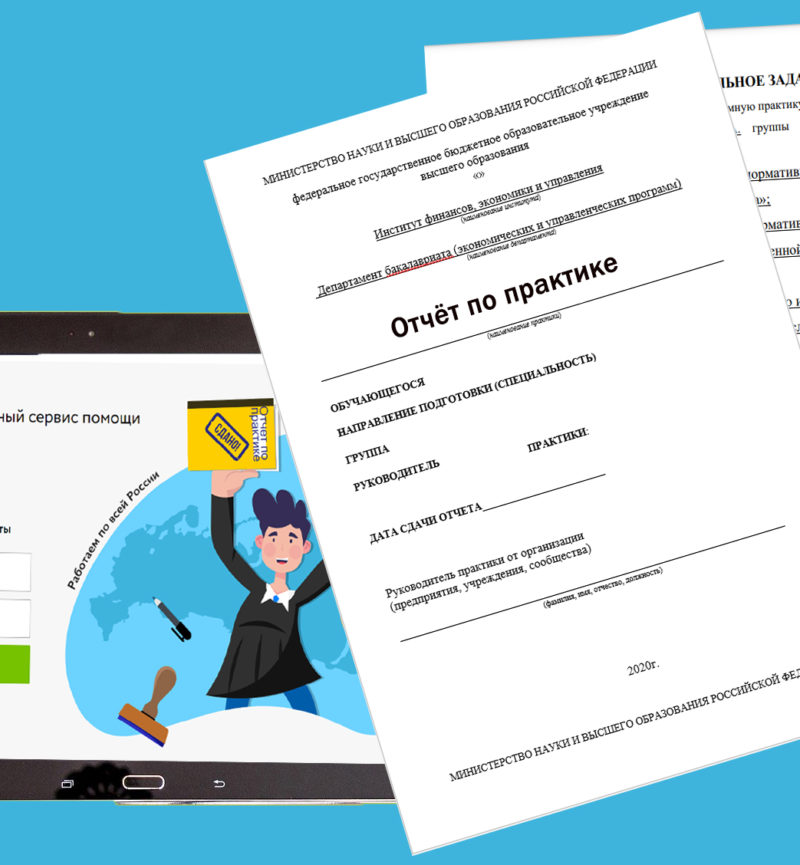 МИНИСТЕРСТВО НАУКИ И ВЫСШЕГО ОБРАЗОВАНИЯ РОССИЙСКОЙ ФЕДЕРАЦИИ
федеральное государственное бюджетное образовательное учреждение
высшего образования
«о»
Институт финансов, экономики и управления
(наименование института)
Департамент бакалавриата (экономических и управленческих программ)
(наименование департамента)
Отчёт по практике
(наименование практики)
ОБУЧАЮЩЕГОСЯ
НАПРАВЛЕНИЕ ПОДГОТОВКИ (СПЕЦИАЛЬНОСТЬ)
ГРУППА
РУКОВОДИТЕЛЬ ПРАКТИКИ:
ДАТА СДАЧИ ОТЧЕТА
Руководитель практики от организации
(предприятия, учреждения, сообщества)
(фамилия, имя, отчество, должность)
2020г.
МИНИСТЕРСТВО НАУКИ И ВЫСШЕГО ОБРАЗОВАНИЯ РОССИЙСКОЙ ФЕД
ЛЬНОЕ ЗАДА
мную практику
группы
орматив
а»;
рматив
енной
ный сервис помощи
ты
Работаем по всей России
Отчет по
практике
СДАНО!